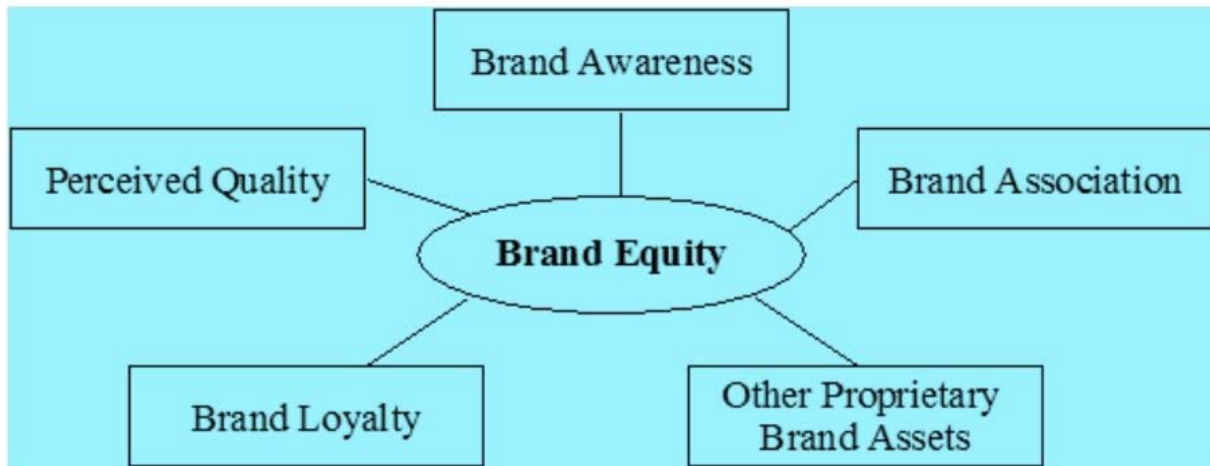 Brand Awareness
Perceived Quality
Brand Association
Brand Equity
Brand Loyalty
Other Proprietary
Brand Assets